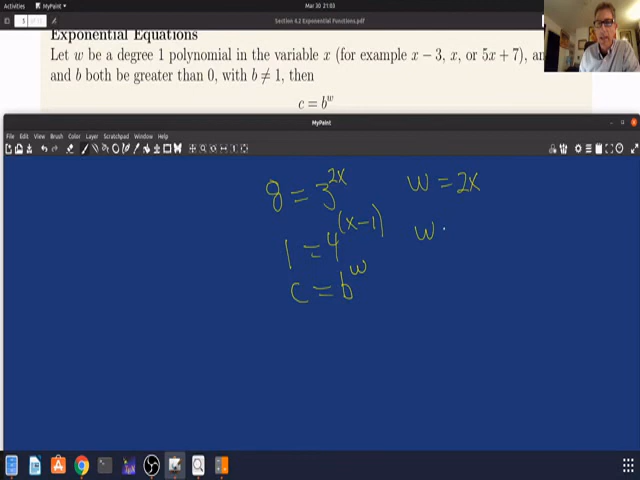 Activities MyPaint Mar 30 21:03
Section 4.2 Exponential Functions.pdf
Exponential Equations
Let w be a degree 1 polynomial in the variable x (for example x − 3, x, or 5x + 7), an
and b both be greater than 0, with b ≠ 1, then
c = b^w
MyPaint
File Edit View Brush Color Layer Scratchpad Window Help
8 = 3^2x w = 2x
1 = 4^(x−1) w
c = b^w